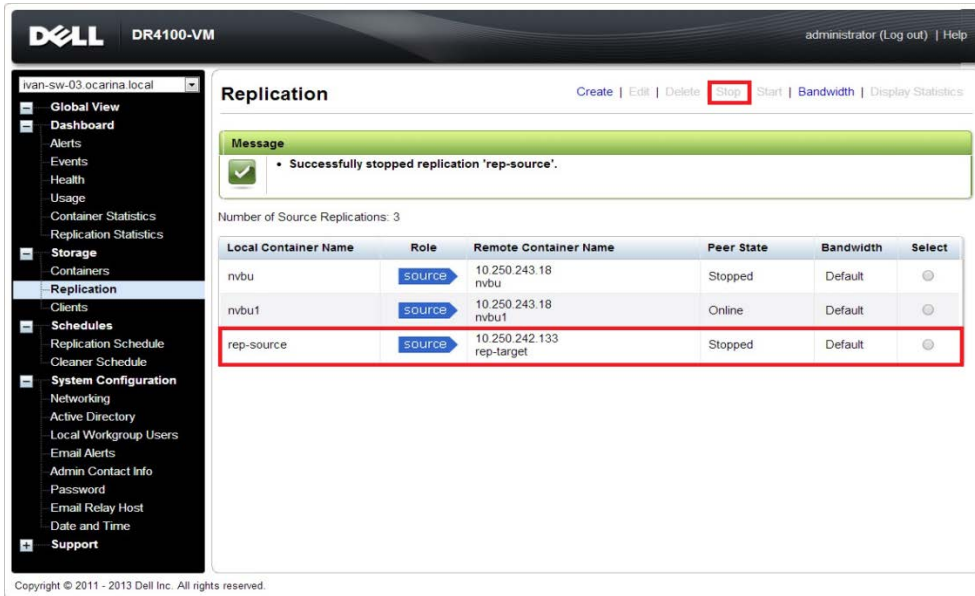 DELL DR4100-VM administrator (Log out) | Help
ivan-sw-03.ocarina.local
Global View
Dashboard
Alerts
Events
Health
Usage
Container Statistics
Replication Statistics
Storage
Containers
Replication
Clients
Schedules
Replication Schedule
Cleaner Schedule
System Configuration
Networking
Active Directory
Local Workgroup Users
Email Alerts
Admin Contact Info
Password
Email Relay Host
Date and Time
Support
Replication Create | Edit | Delete Stop Start | Bandwidth | Display Statistics
Message
• Successfully stopped replication 'rep-source'.
Number of Source Replications: 3
Local Container Name Role Remote Container Name Peer State Bandwidth Select
nvbu source 10.250.243.18 Stopped Default
nvbu
nvbu1 source 10.250.243.18 Online Default
nvbu1
rep-source source 10.250.242.133 Stopped Default
rep-target
Copyright © 2011 - 2013 Dell Inc. All rights reserved.